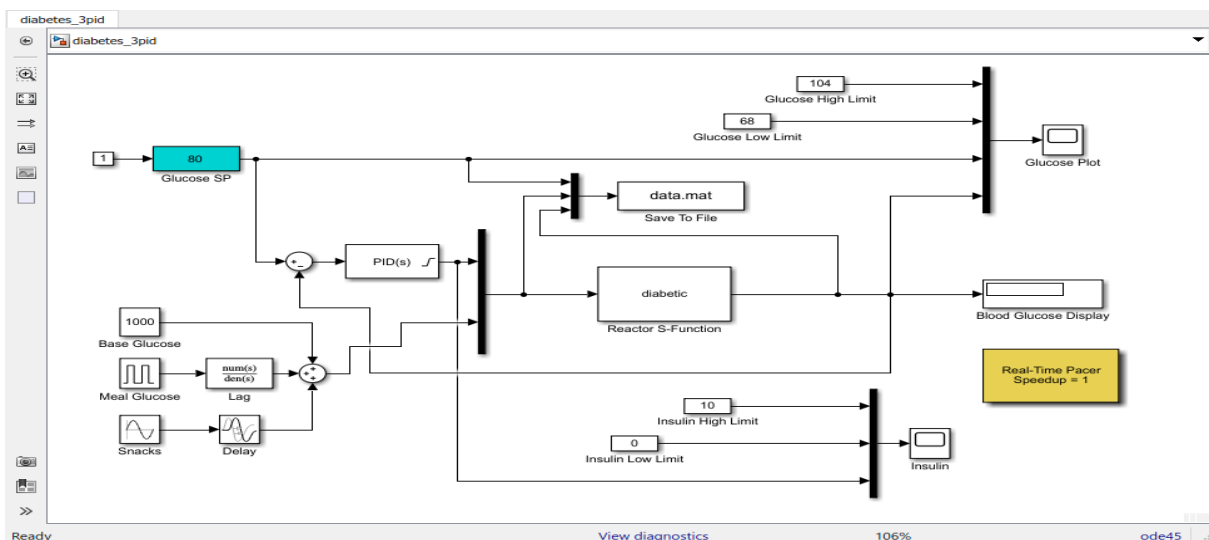 diabetes_3pid
diabetes_3pid
104
Glucose High Limit
68
Glucose Low Limit
1
80
Glucose SP
Glucose Plot
data.mat
Save To File
+
−
PID(s)
diabetic
Reactor S-Function
Blood Glucose Display
1000
Base Glucose
Meal Glucose
num(s)
den(s)
Lag
+
+
+
Snacks
Delay
Real-Time Pacer
Speedup = 1
10
Insulin High Limit
0
Insulin Low Limit
Insulin
Ready
View diagnostics
106%
ode45